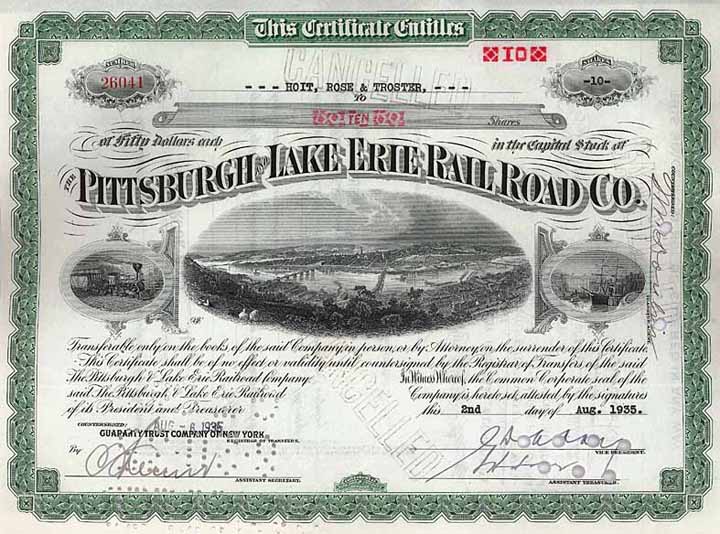 This Certificate Entitles
CANCELLED
10
26041
-10-
- - - HOIT, ROSE & TROSTER, - - -
TO
TEN
Shares
of Fifty Dollars each
in the Capital Stock of
THE PITTSBURGH AND LAKE ERIE RAIL ROAD CO.
Transferable only on the books of the said Company, in person, or by Attorney, on the surrender of this Certificate.
This Certificate shall be of no effect or validity until countersigned by the Registrar of Transfers of the said
The Pittsburgh & Lake Erie Railroad Company.
In Witness Whereof, the Common Corporate seal of the
said The Pittsburgh & Lake Erie Railroad
Company is hereto set, attested by the signatures
of its President and Treasurer
this 2nd day of Aug. 1935.
CANCELLED
COUNTERSIGNED:
AUG -6 1935
GUARANTY TRUST COMPANY OF NEW YORK
REGISTRAR OF TRANSFERS.
By
ASSISTANT SECRETARY.
VICE PRESIDENT.
ASSISTANT TREASURER.